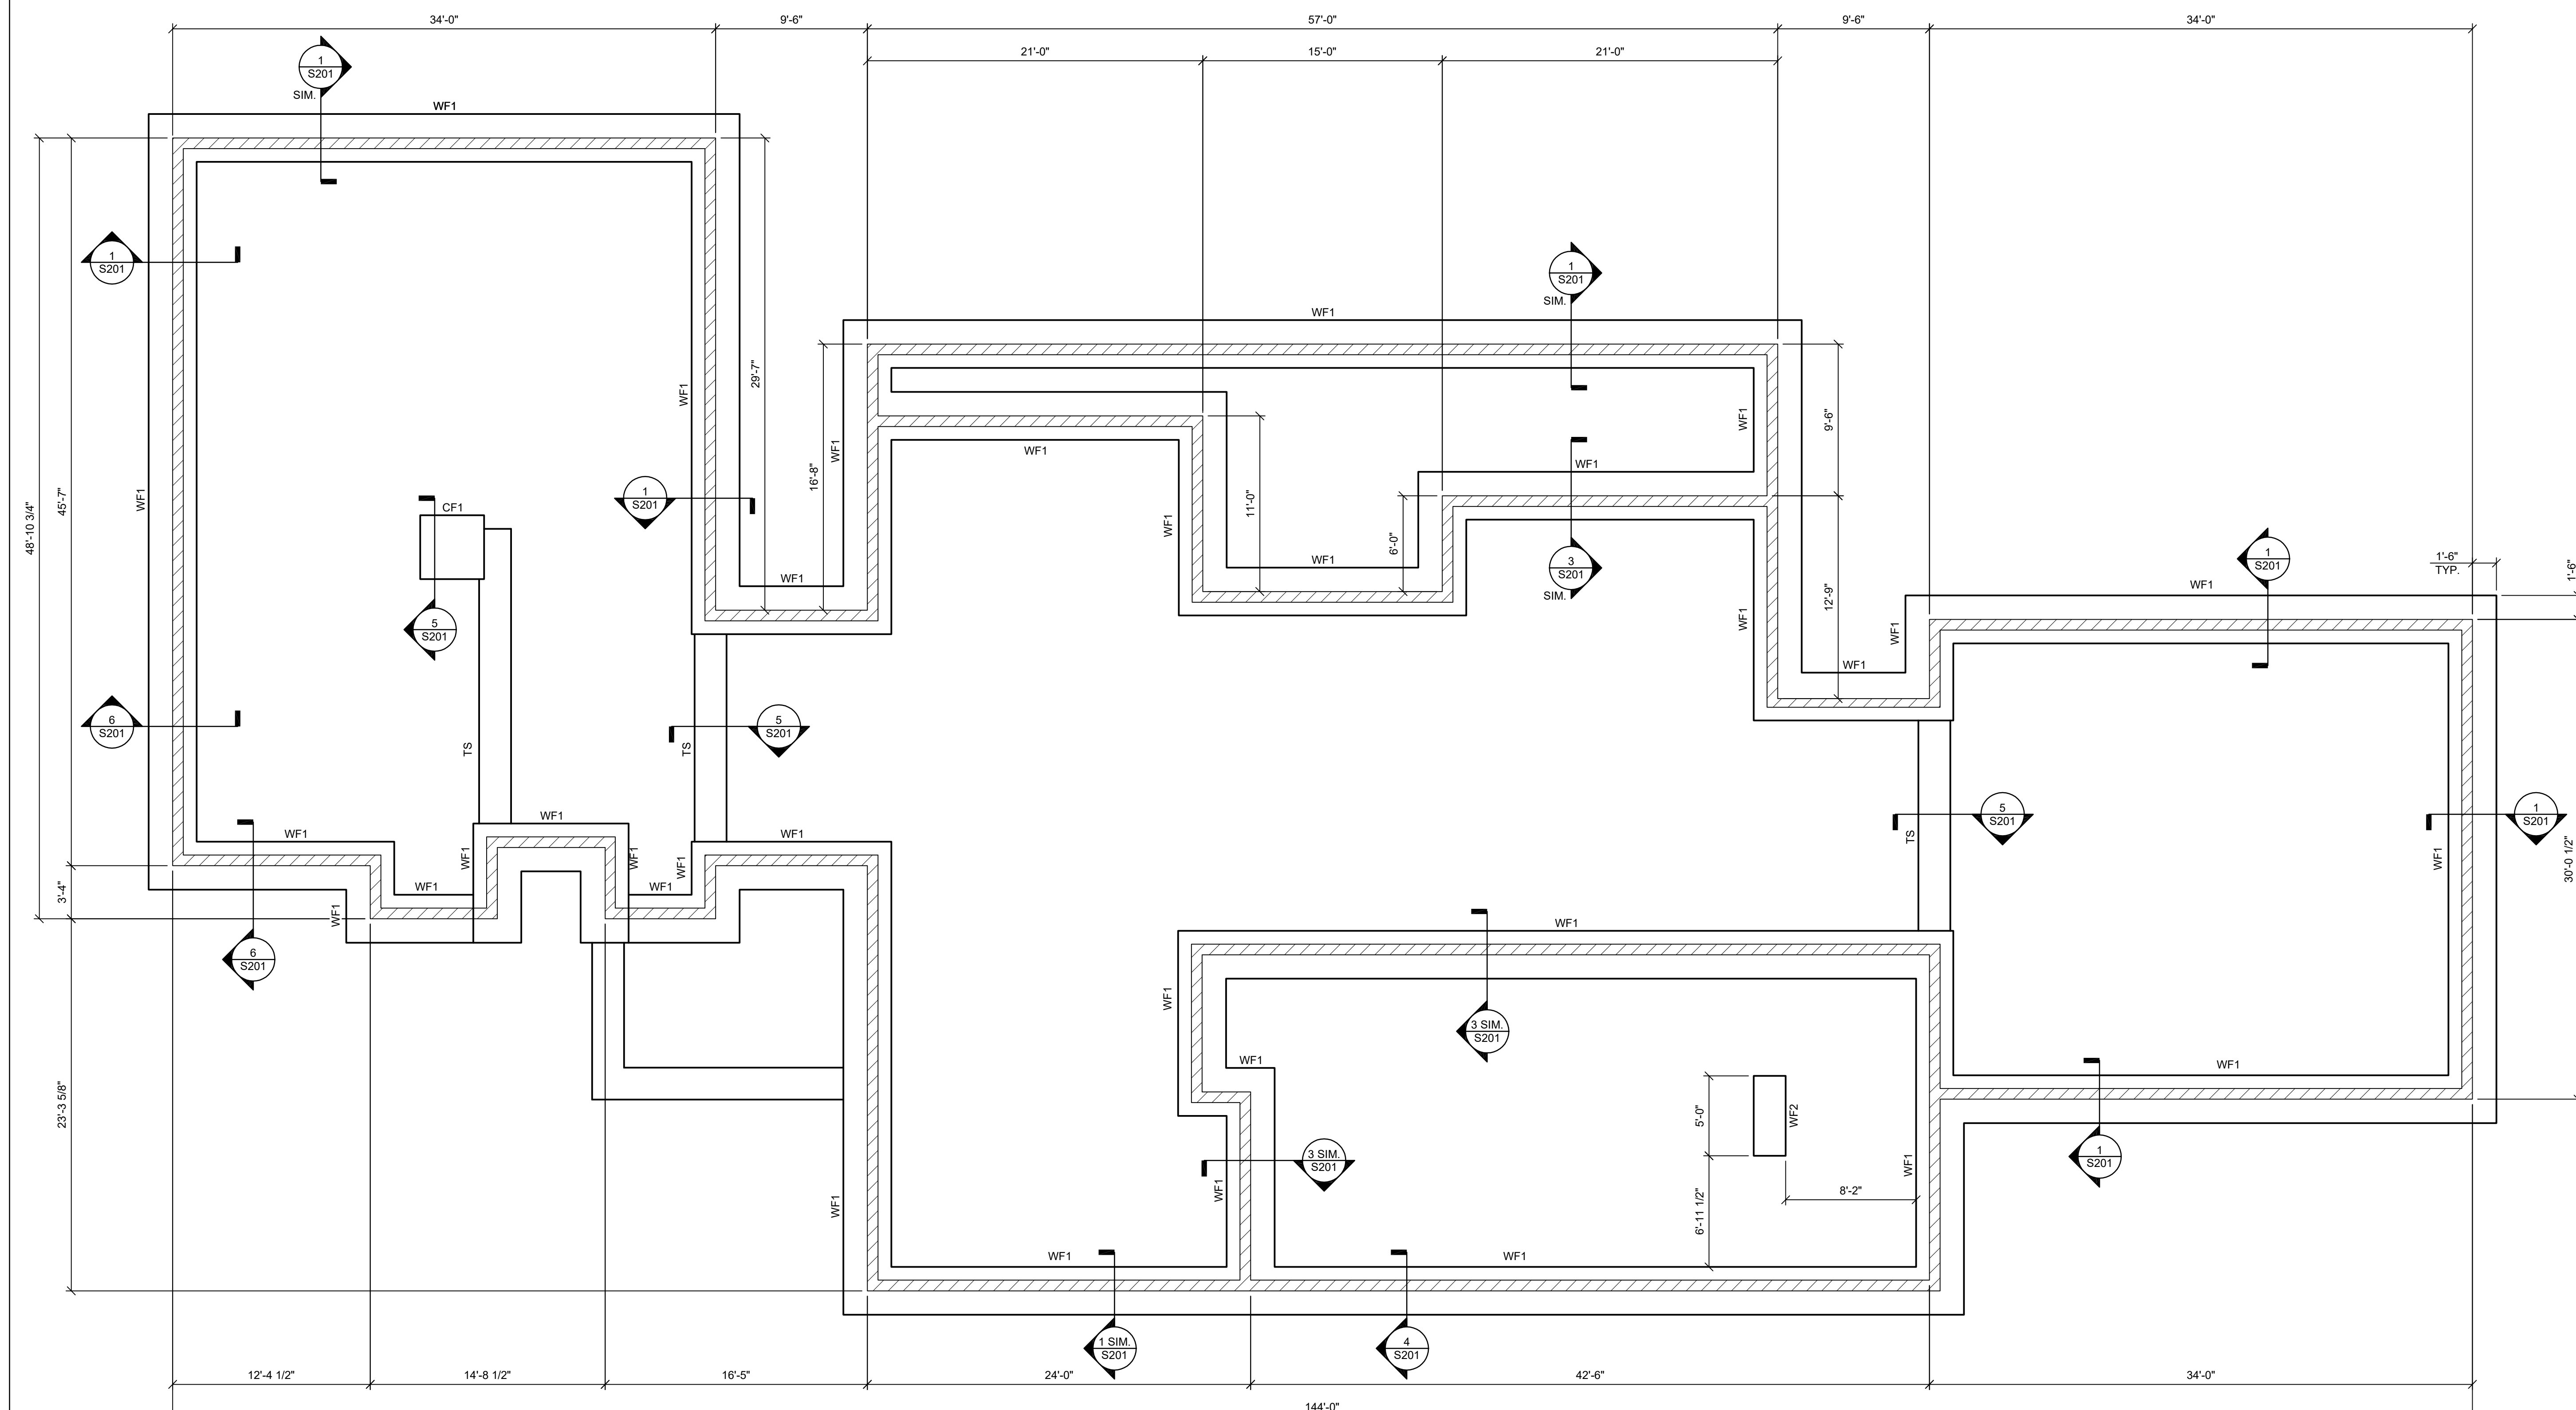 34'-0"
9'-6"
57'-0"
9'-6"
34'-0"
21'-0"
15'-0"
21'-0"
1
S201
SIM.
WF1
1
S201
1
S201
SIM.
WF1
48'-10 3/4"
45'-7"
WF1
WF1
29'-7"
16'-8"
WF1
WF1
WF1
WF1
9'-6"
WF1
11'-0"
6'-0"
WF1
WF1
3
S201
SIM.
12'-9"
WF1
1
S201
CF1
5
S201
1
S201
1'-6"
TYP.
1'-6"
WF1
WF1
WF1
WF1
6
S201
TS
TS
5
S201
5
S201
TS
1
S201
WF1
30'-0 1/2"
WF1
WF1
WF1
WF1
WF1
WF1
WF1
WF1
WF1
3'-4"
6
S201
WF1
WF1
3 SIM.
S201
WF1
WF1
23'-3 5/8"
5'-0"
WF2
6'-11 1/2"
8'-2"
WF1
1
S201
3 SIM.
S201
WF1
WF1
WF1
WF1
1 SIM.
S201
4
S201
12'-4 1/2"
14'-8 1/2"
16'-5"
24'-0"
42'-6"
34'-0"
144'-0"